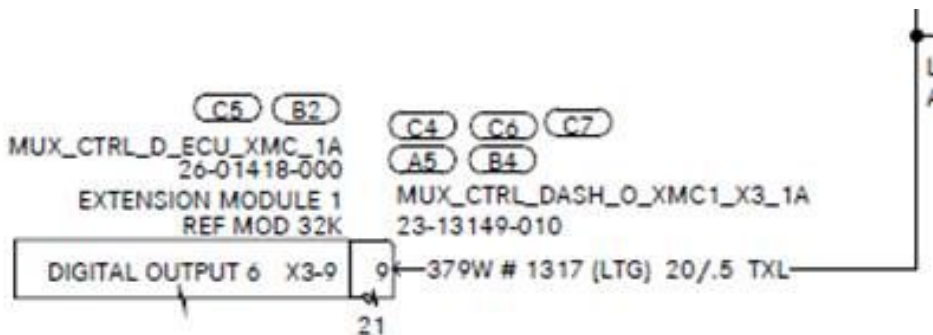 C5 B2
MUX_CTRL_D_ECU_XMC_1A
26-01418-000
EXTENSION MODULE 1
REF MOD 32K
C4 C6 C7
A5 B4
MUX_CTRL_DASH_O_XMC1_X3_1A
23-13149-010
DIGITAL OUTPUT 6 X3-9
9
379W # 1317 (LTG) 20/.5 TXL
21
L
A